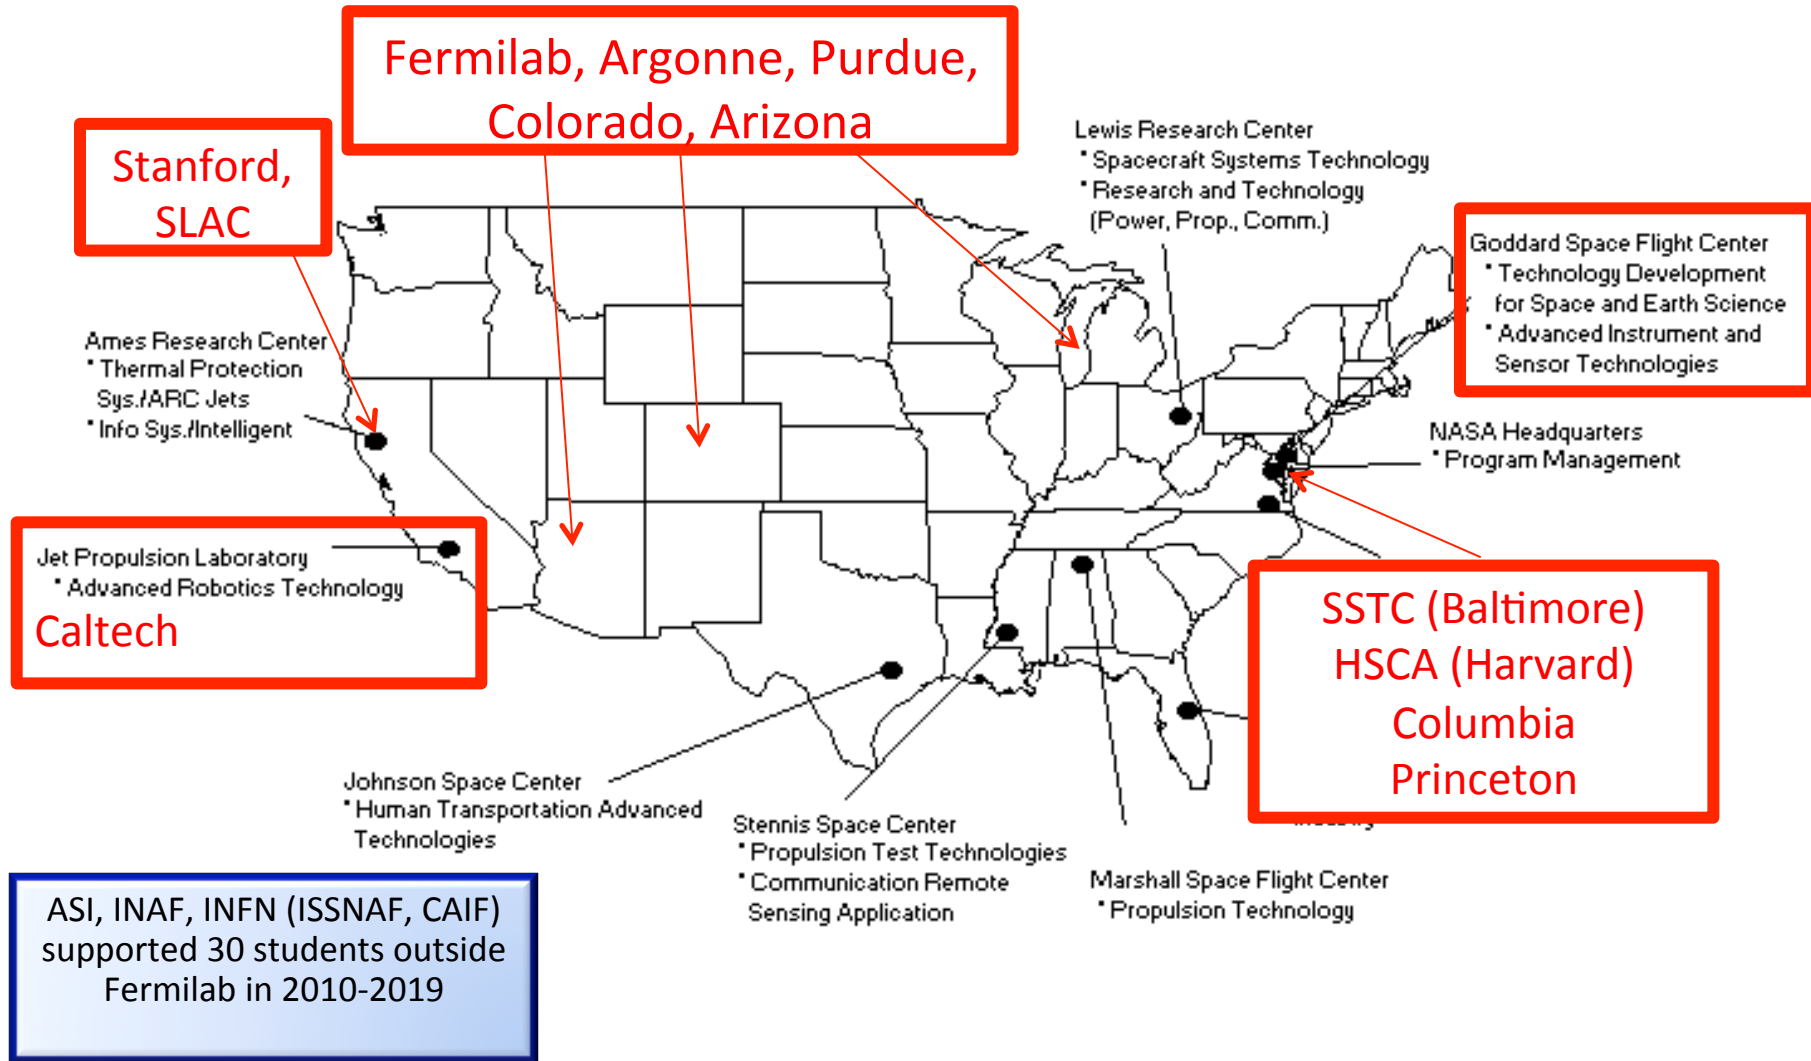 Fermilab, Argonne, Purdue,
Colorado, Arizona
Stanford,
SLAC
Lewis Research Center
• Spacecraft Systems Technology
• Research and Technology
(Power, Prop., Comm.)
Goddard Space Flight Center
• Technology Development
for Space and Earth Science
• Advanced Instrument and
Sensor Technologies
Ames Research Center
• Thermal Protection
Sys./ARC Jets
• Info Sys./Intelligent
NASA Headquarters
• Program Management
Jet Propulsion Laboratory
• Advanced Robotics Technology
Caltech
SSTC (Baltimore)
HSCA (Harvard)
Columbia
Princeton
Johnson Space Center
• Human Transportation Advanced
Technologies
Stennis Space Center
• Propulsion Test Technologies
• Communication Remote
Sensing Application
Marshall Space Flight Center
• Propulsion Technology
ASI, INAF, INFN (ISSNAF, CAIF)
supported 30 students outside
Fermilab in 2010-2019